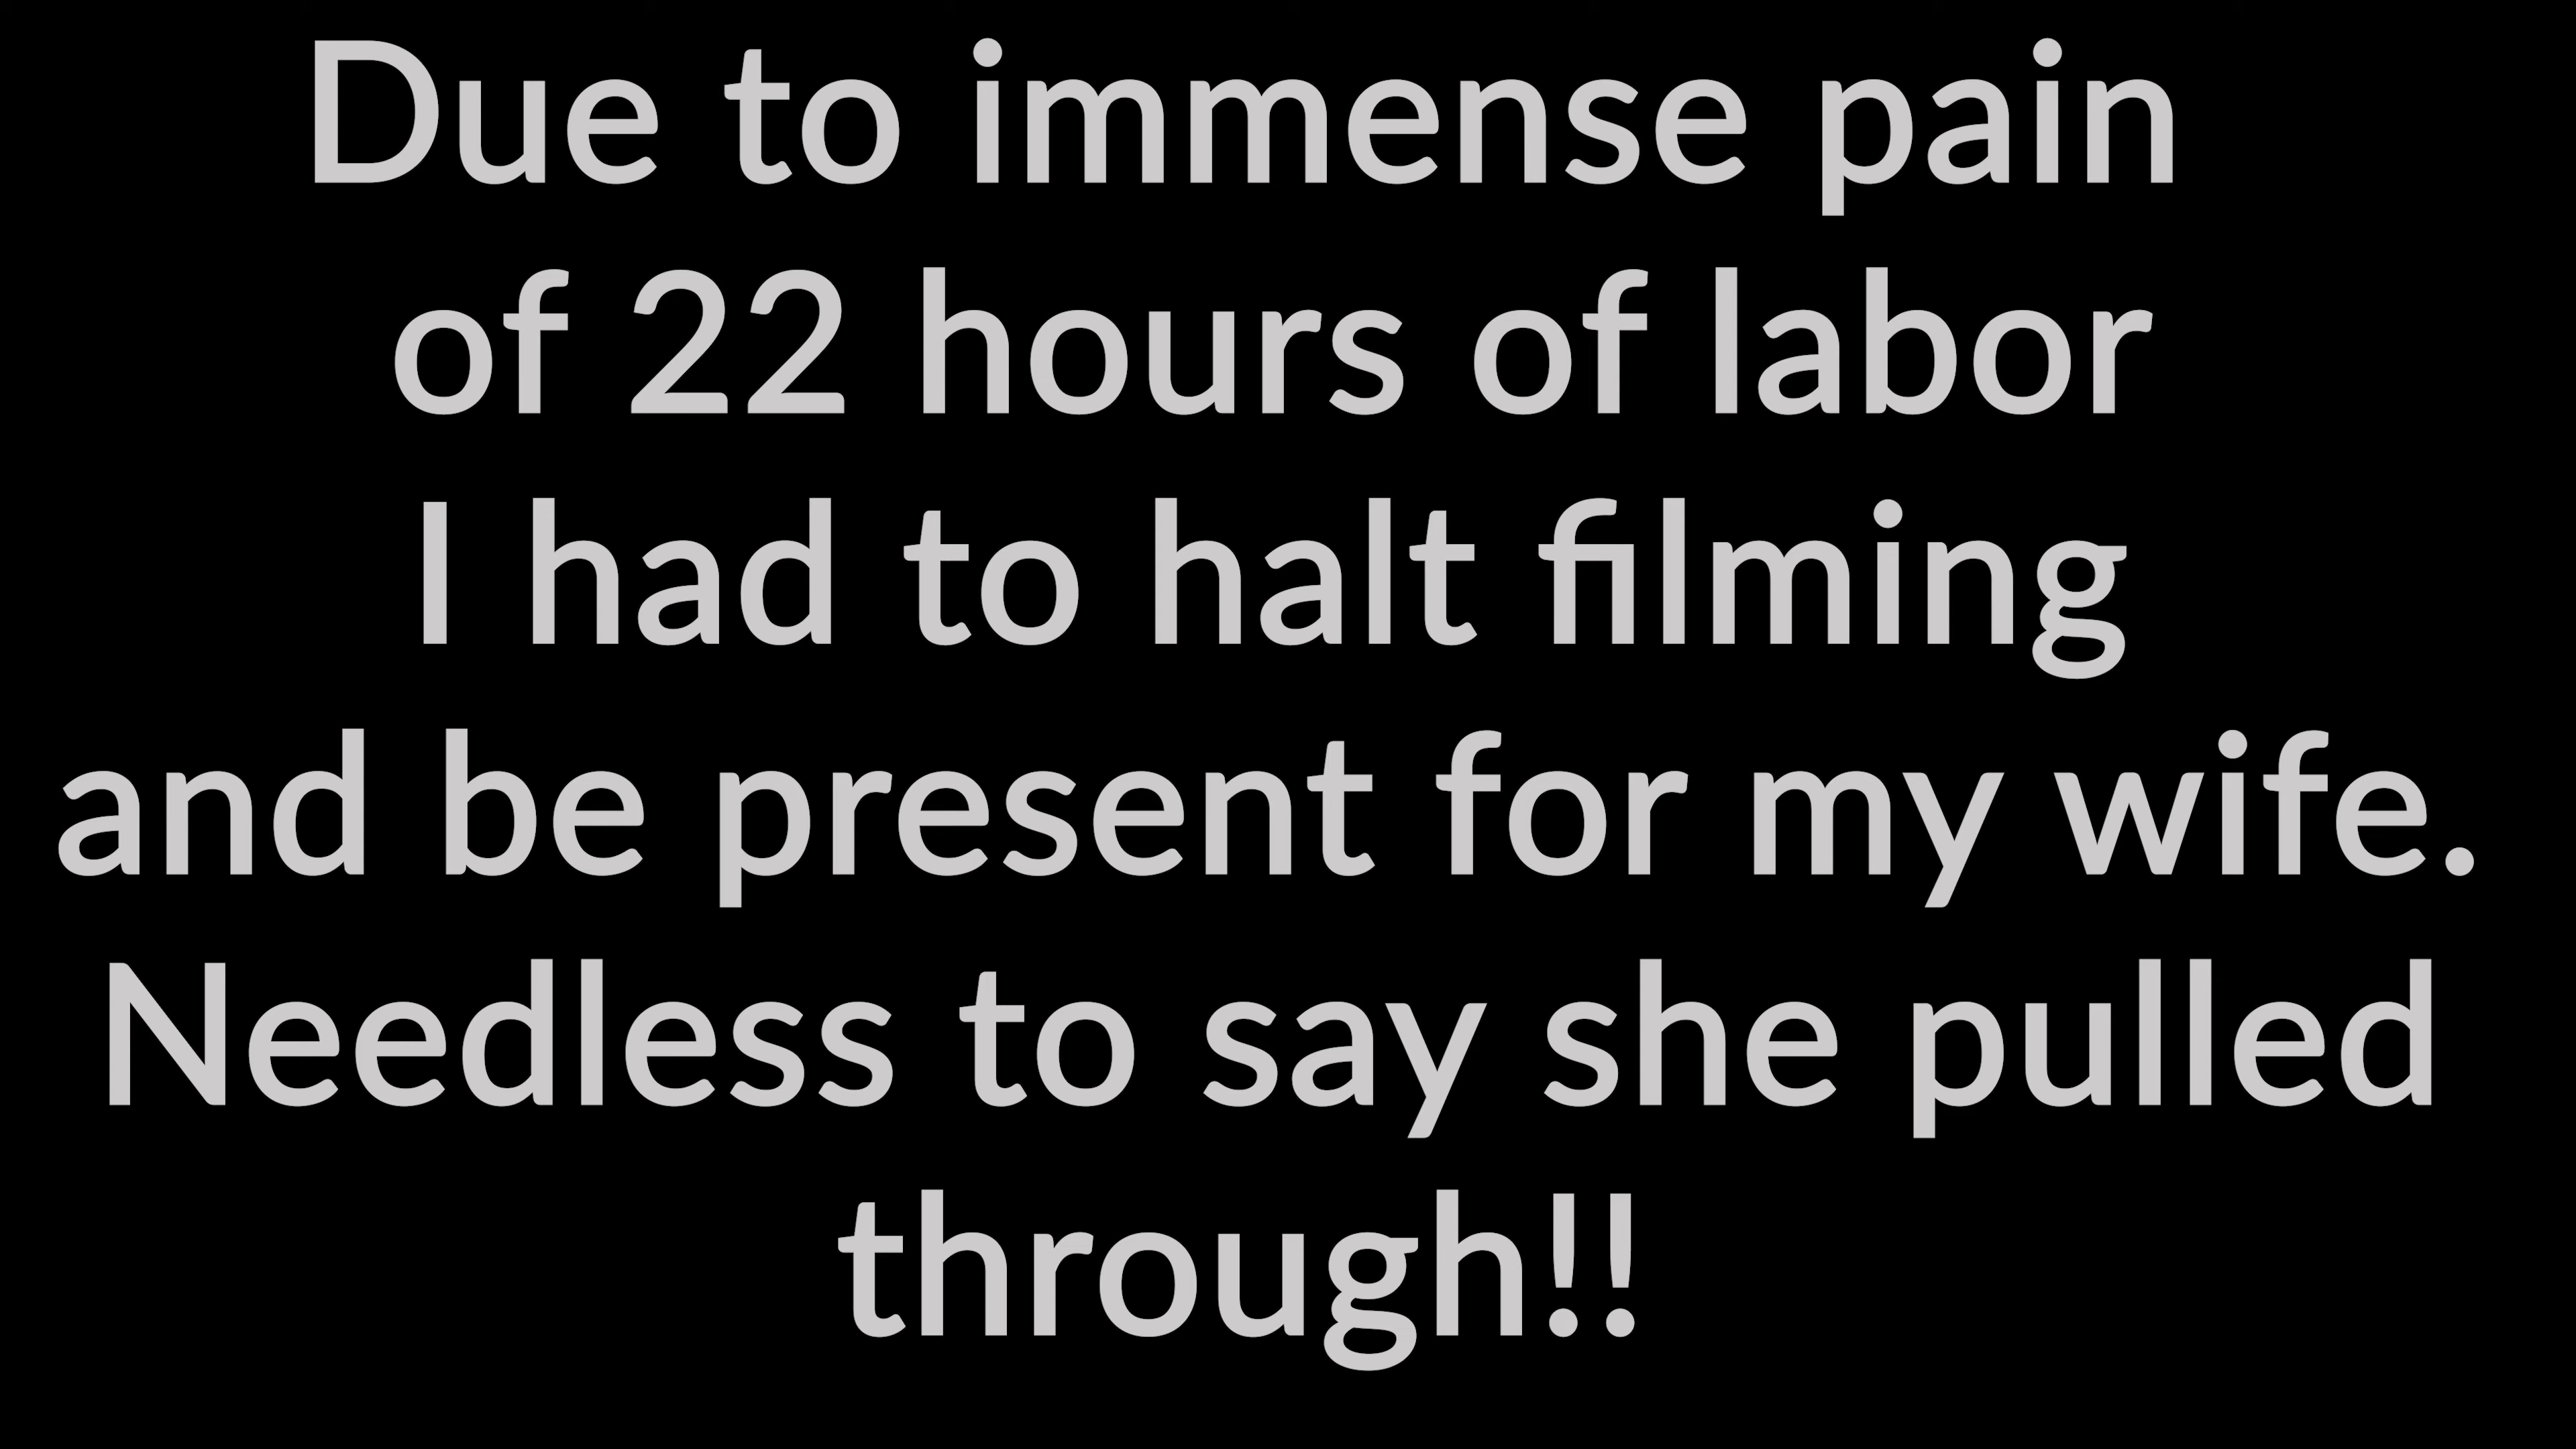 Due to immense pain
of 22 hours of labor
I had to halt filming
and be present for my wife.
Needless to say she pulled
through!!